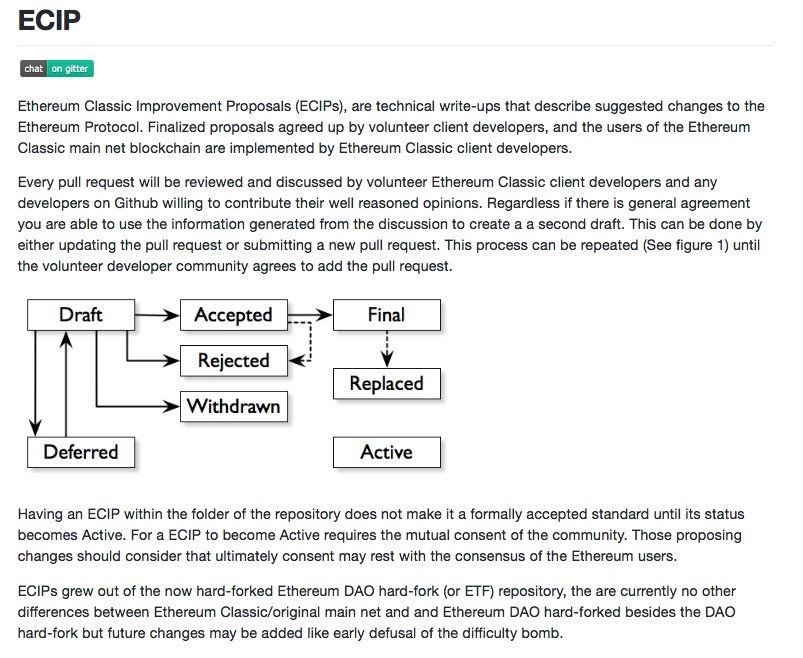 ECIP
chat on gitter
Ethereum Classic Improvement Proposals (ECIPs), are technical write-ups that describe suggested changes to the
Ethereum Protocol. Finalized proposals agreed up by volunteer client developers, and the users of the Ethereum
Classic main net blockchain are implemented by Ethereum Classic client developers.
Every pull request will be reviewed and discussed by volunteer Ethereum Classic client developers and any
developers on Github willing to contribute their well reasoned opinions. Regardless if there is general agreement
you are able to use the information generated from the discussion to create a a second draft. This can be done by
either updating the pull request or submitting a new pull request. This process can be repeated (See figure 1) until
the volunteer developer community agrees to add the pull request.
Draft Accepted Final
Rejected
Replaced
Withdrawn
Deferred Active
Having an ECIP within the folder of the repository does not make it a formally accepted standard until its status
becomes Active. For a ECIP to become Active requires the mutual consent of the community. Those proposing
changes should consider that ultimately consent may rest with the consensus of the Ethereum users.
ECIPs grew out of the now hard-forked Ethereum DAO hard-fork (or ETF) repository, the are currently no other
differences between Ethereum Classic/original main net and and Ethereum DAO hard-forked besides the DAO
hard-fork but future changes may be added like early defusal of the difficulty bomb.